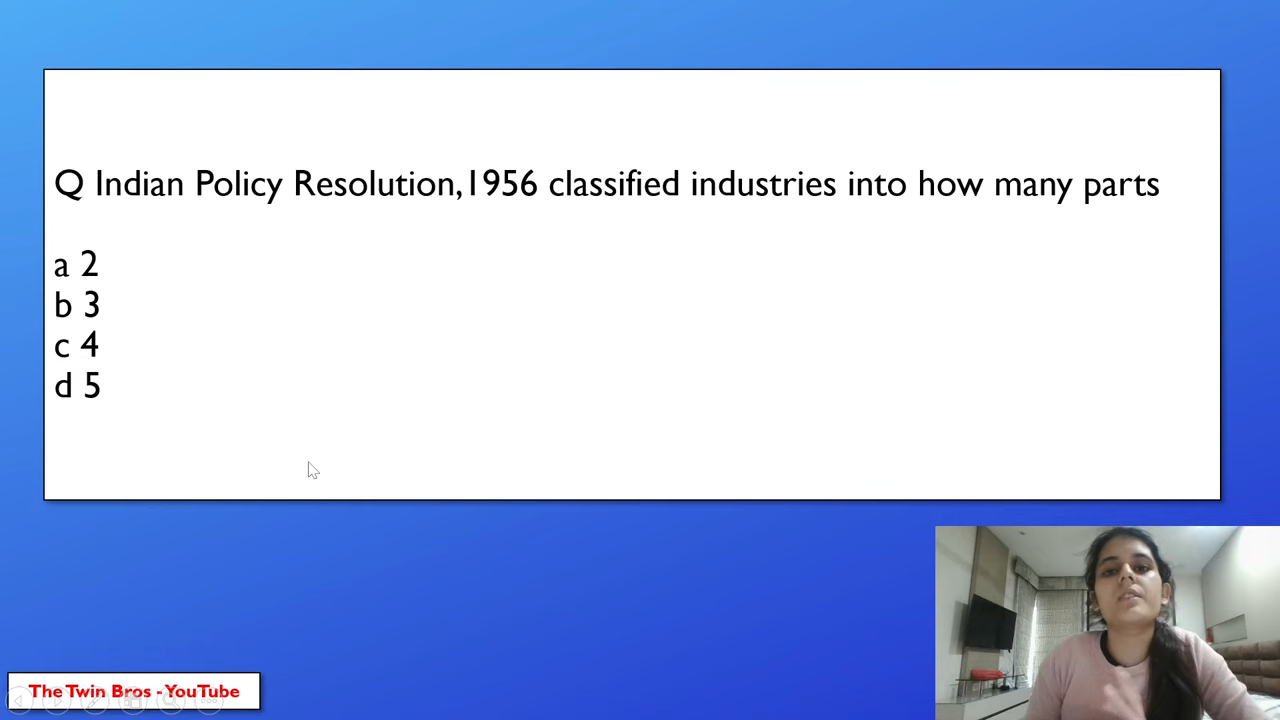 Q Indian Policy Resolution,1956 classified industries into how many parts
a 2
b 3
c 4
d 5
The Twin Bros - YouTube